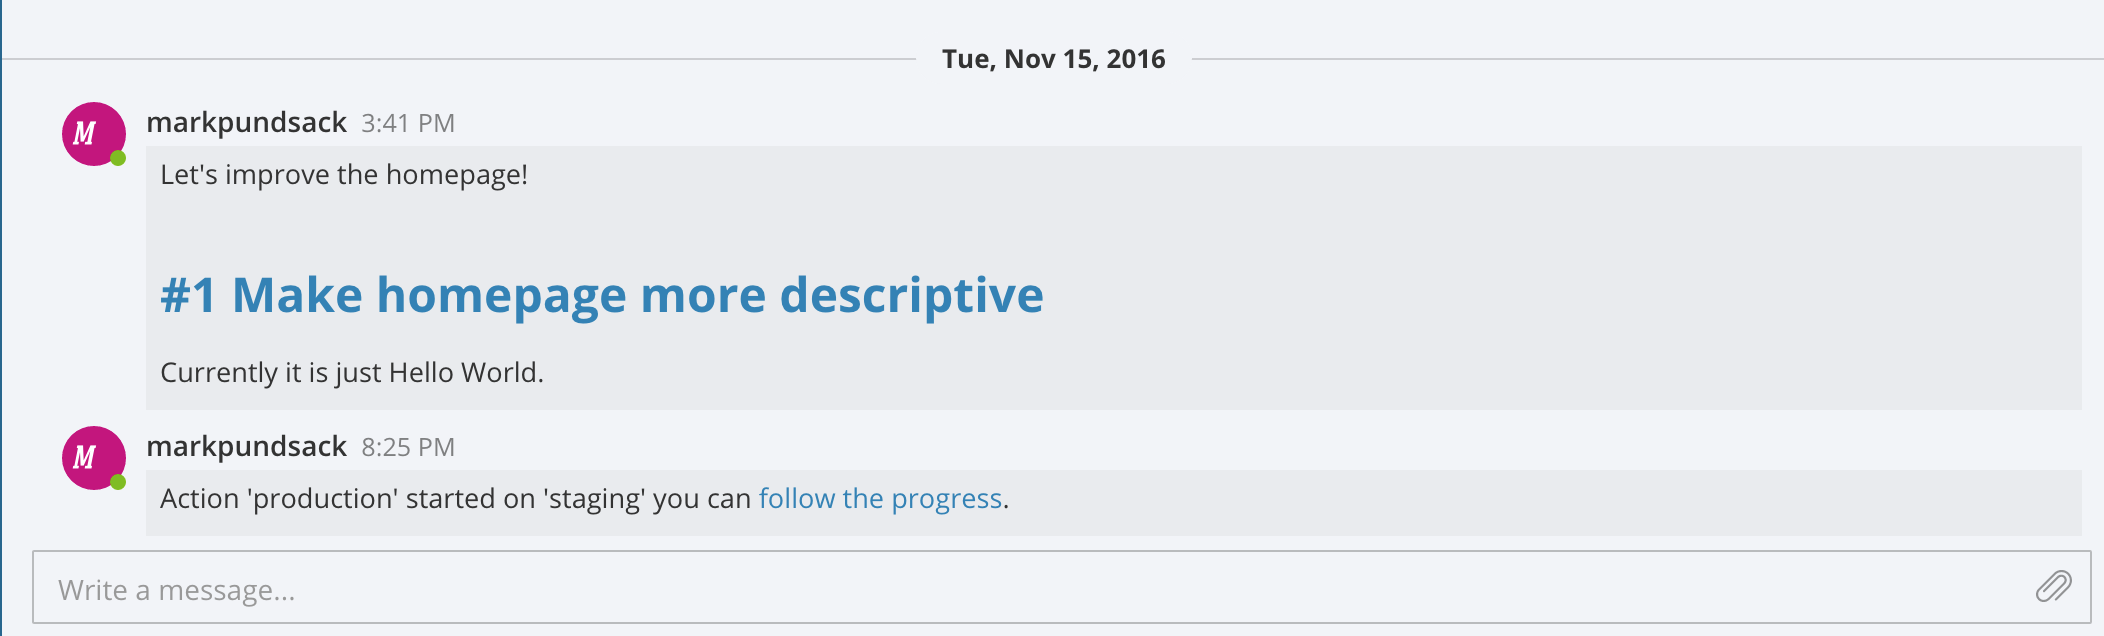 Tue, Nov 15, 2016
M
markpundsack 3:41 PM
Let's improve the homepage!
#1 Make homepage more descriptive
Currently it is just Hello World.
M
markpundsack 8:25 PM
Action 'production' started on 'staging' you can follow the progress.
Write a message...